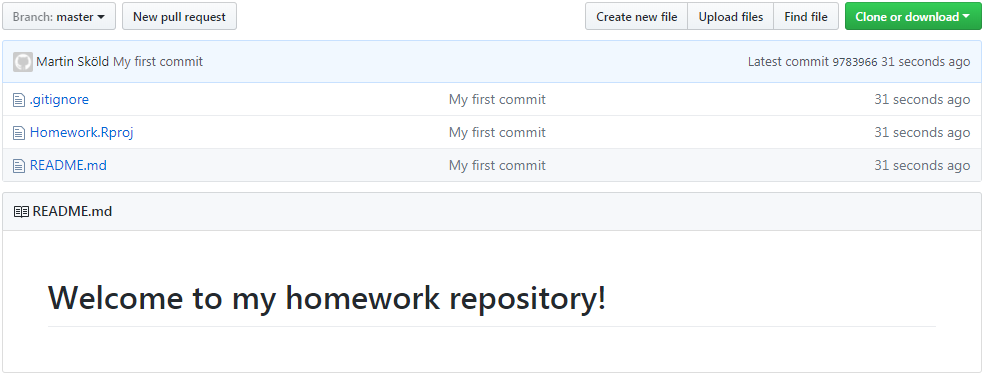 Branch: master New pull request Create new file Upload files Find file Clone or download
Martin Sköld My first commit Latest commit 9783966 31 seconds ago
.gitignore My first commit 31 seconds ago
Homework.Rproj My first commit 31 seconds ago
README.md My first commit 31 seconds ago
README.md
Welcome to my homework repository!